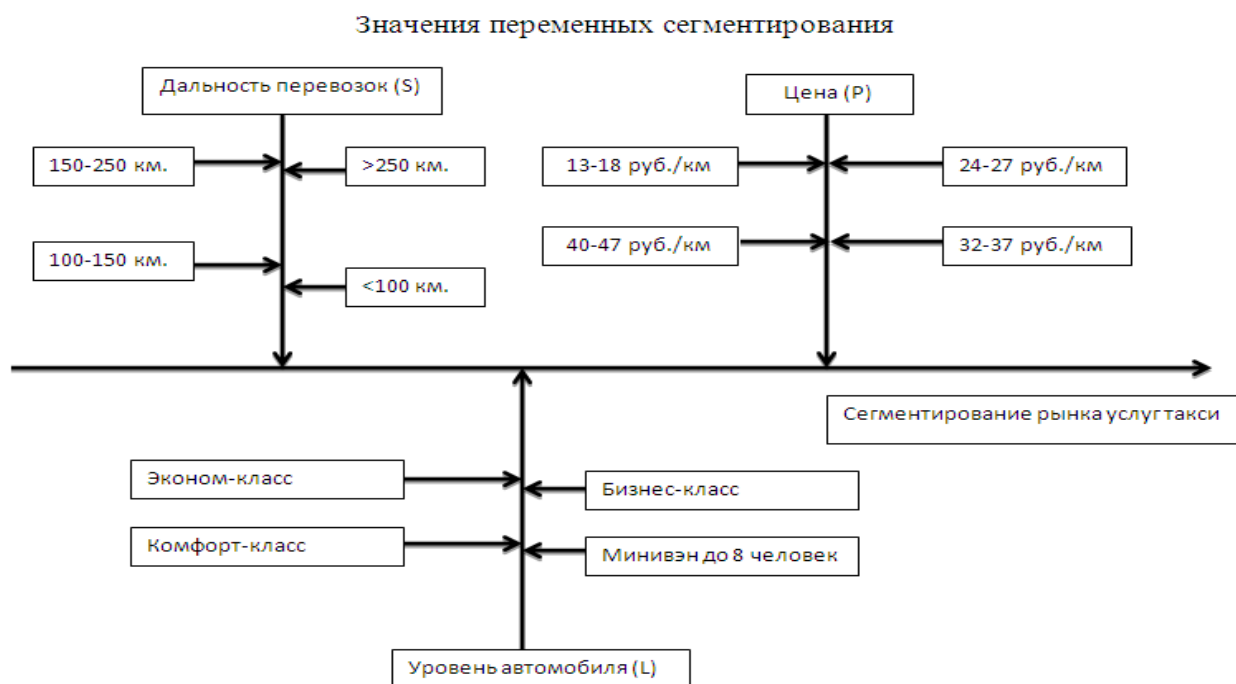 Значения переменных сегментирования
Дальность перевозок (S)
Цена (P)
150-250 км.
>250 км.
13-18 руб./км
24-27 руб./км
100-150 км.
<100 км.
40-47 руб./км
32-37 руб./км
Сегментирование рынка услуг такси
Эконом-класс
Бизнес-класс
Комфорт-класс
Минивэн до 8 человек
Уровень автомобиля (L)